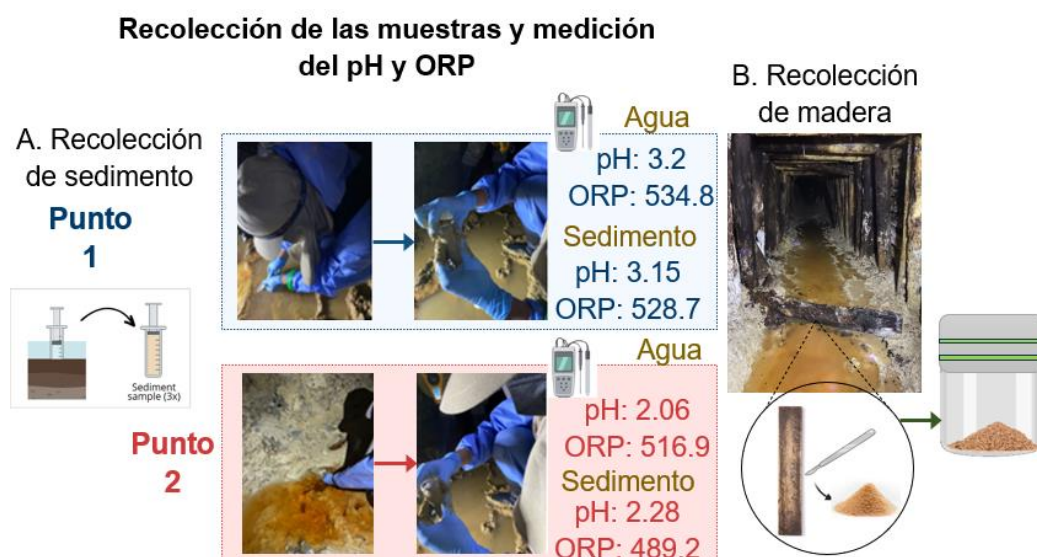 Recolección de las muestras y medición
del pH y ORP
A. Recolección
de sedimento
Punto
1
Sediment
sample (3x)
Agua
pH: 3.2
ORP: 534.8
Sedimento
pH: 3.15
ORP: 528.7
Punto
2
Agua
pH: 2.06
ORP: 516.9
Sedimento
pH: 2.28
ORP: 489.2
B. Recolección
de madera